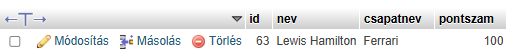 id nev csapatnev pontszam
Módosítás Másolás Törlés 63 Lewis Hamilton Ferrari 100